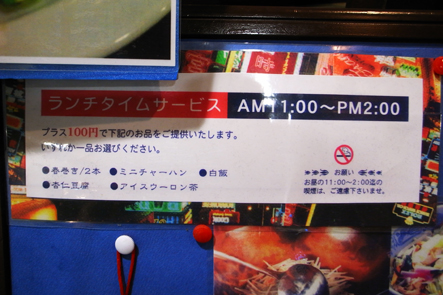 ランチタイムサービス AM11:00～PM2:00
プラス100円で下記のお品をご提供いたします。
いずれか一品お選びください。
●春巻き/2本 ●ミニチャーハン ●白飯
●杏仁豆腐 ●アイスウーロン茶
お願い
お昼の11:00～2:00迄の
喫煙は、ご遠慮下さいませ。